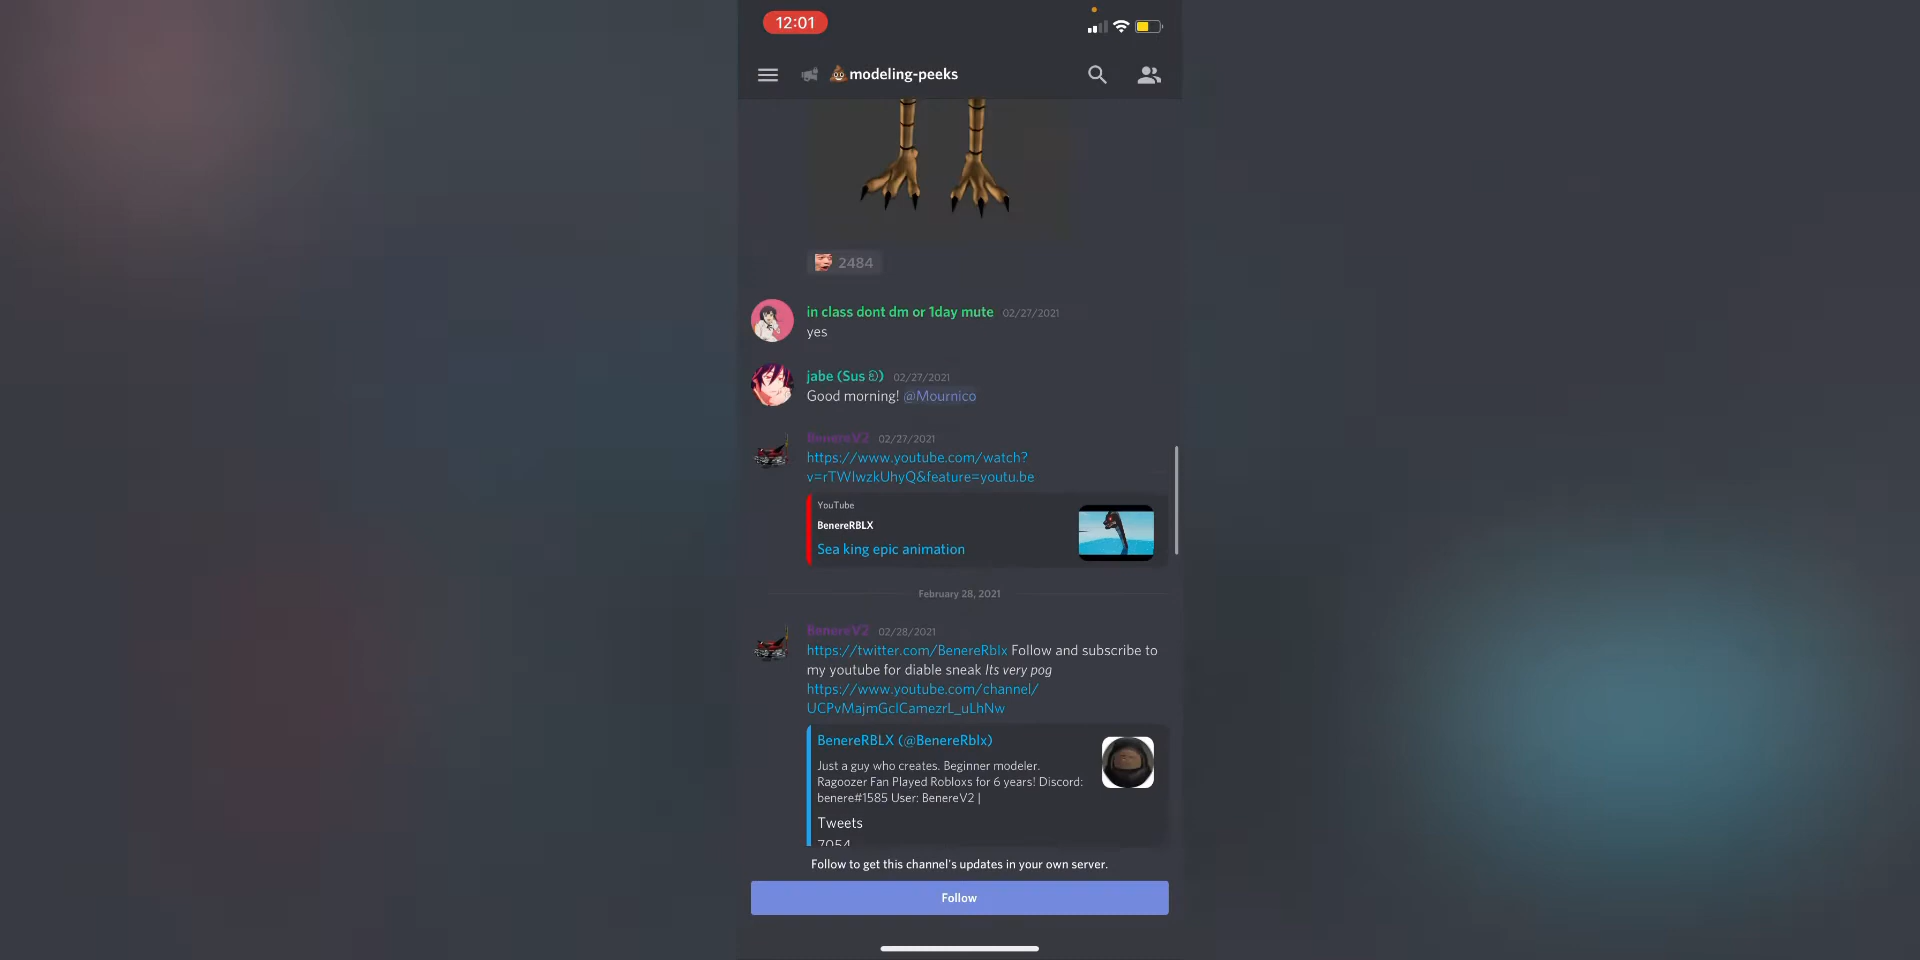 12:01
💩modeling-peeks
2484
in class dont dm or 1day mute 02/27/2021
yes
jabe (Sus ඞ) 02/27/2021
Good morning! @Mournico
BenereV2 02/27/2021
https://www.youtube.com/watch?
v=rTWlwzkUhyQ&feature=youtu.be
YouTube
BenereRBLX
Sea king epic animation
February 28, 2021
BenereV2 02/28/2021
https://twitter.com/BenereRblx Follow and subscribe to
my youtube for diable sneak Its very pog
https://www.youtube.com/channel/
UCPvMajmGclCamezrL_uLhNw
BenereRBLX (@BenereRblx)
Just a guy who creates. Beginner modeler.
Ragoozer Fan Played Robloxs for 6 years! Discord:
benere#1585 User: BenereV2 |
Tweets
7054
Follow to get this channel's updates in your own server.
Follow